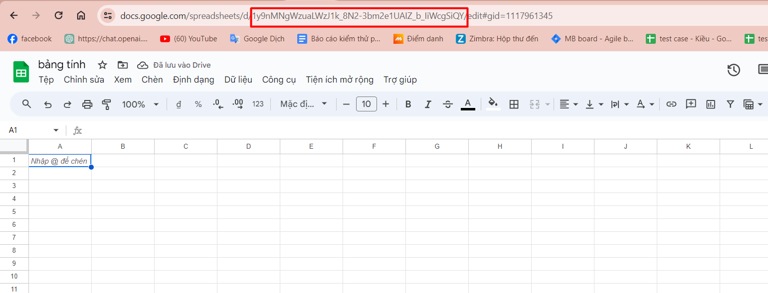 docs.google.com/spreadsheets/d/1y9nMNgWzuaLWzJ1k_8N2-3bm2e1UAlZ_b_IiWcgSiQY/edit#gid=1117961345
facebook https://chat.openai.... (60) YouTube Google Dịch Báo cáo kiểm thử p... Điểm danh Zimbra: Hộp thư đến MB board - Agile b... test case - Kiều - Go... test case
bảng tính Đã lưu vào Drive
Tệp Chỉnh sửa Xem Chèn Định dạng Dữ liệu Công cụ Tiện ích mở rộng Trợ giúp
100% đ % .0 .00 123 Mặc đị... − 10 + B I S A
A1 fx
A B C D E F G H I J K L
1 Nhập @ để chèn
2
3
4
5
6
7
8
9
10
11